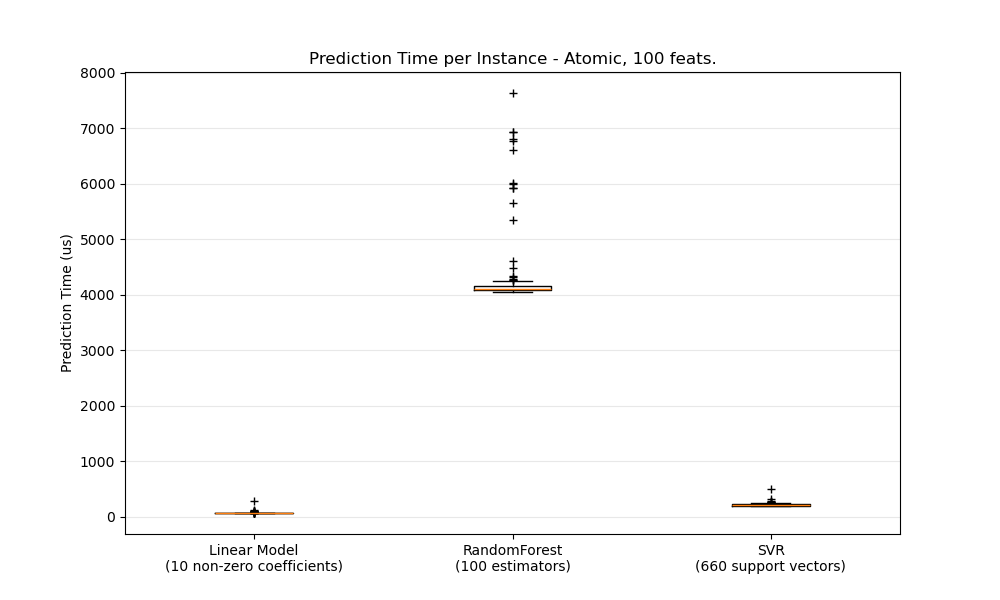 Prediction Time per Instance - Atomic, 100 feats.
Prediction Time (us)
8000
7000
6000
5000
4000
3000
2000
1000
0
Linear Model
(10 non-zero coefficients)
RandomForest
(100 estimators)
SVR
(660 support vectors)